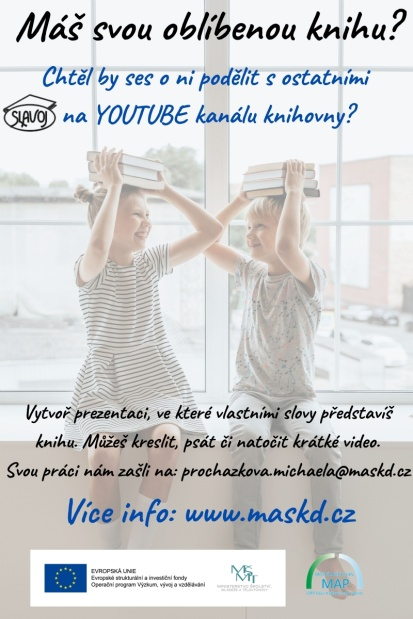 Máš svou oblíbenou knihu?
Chtěl by ses o ni podělit s ostatními
SLAVOJ
na YOUTUBE kanálu knihovny?
Vytvoř prezentaci, ve které vlastními slovy představíš
knihu. Můžeš kreslit, psát či natočit krátké video.
Svou práci nám zašli na: prochazkova.michaela@maskd.cz
Více info: www.maskd.cz
EVROPSKÁ UNIE
Evropské strukturální a investiční fondy
Operační program Výzkum, vývoj a vzdělávání
MŠMT
MINISTERSTVO ŠKOLSTVÍ,
MLÁDEŽE A TĚLOVÝCHOVY
MAP